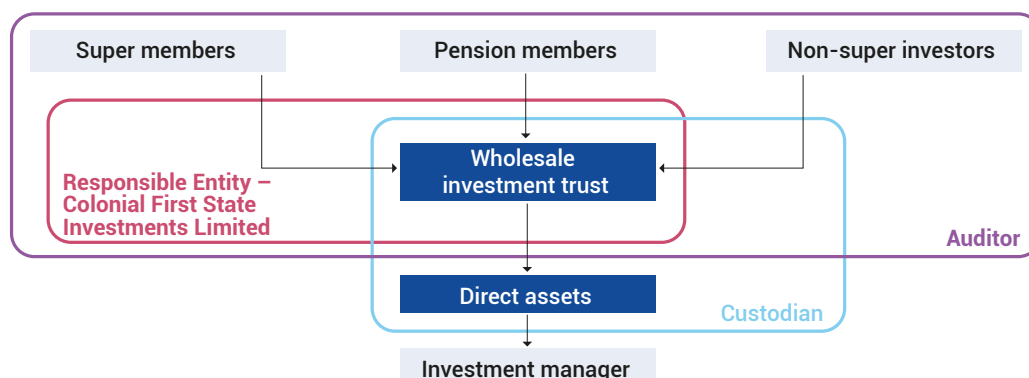 Super members
Pension members
Non-super investors
Wholesale
investment trust
Responsible Entity –
Colonial First State
Investments Limited
Auditor
Direct assets
Custodian
Investment manager